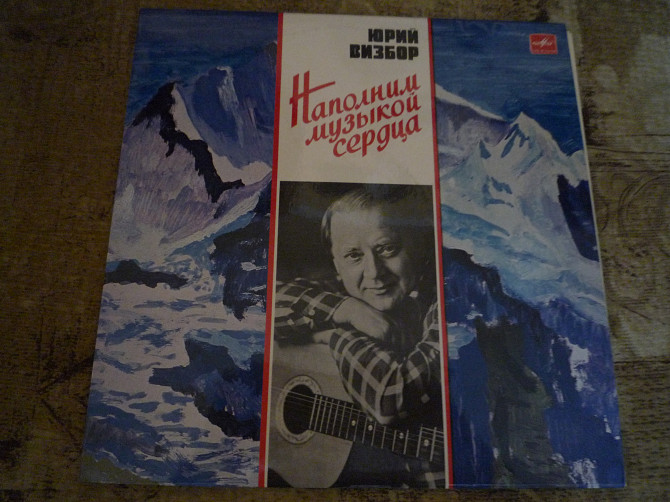 ЮРИЙ
ВИЗБОР
Наполним
музыкой
сердца